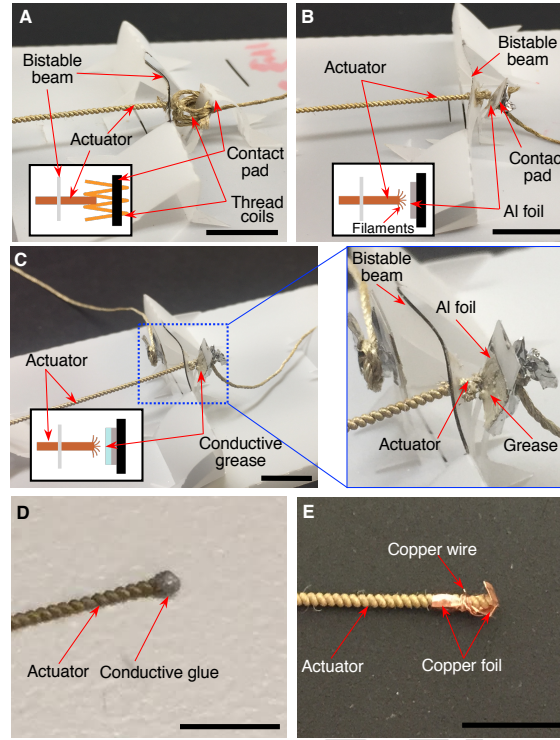 A
Bistable
beam
Actuator
Contact
pad
Thread
coils
B
Bistable
beam
Actuator
Contact
pad
Al foil
Filaments
C
Actuator
Conductive
grease
Bistable
beam
Al foil
Actuator
Grease
D
Actuator
Conductive glue
E
Copper wire
Actuator
Copper foil